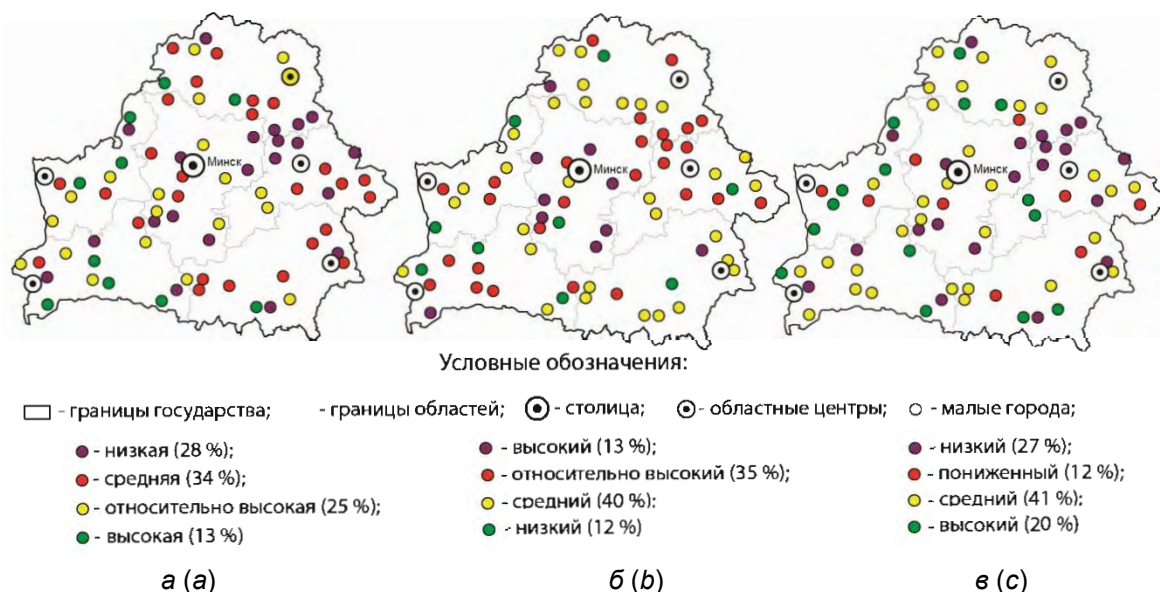 Минск
Минск
Минск
Условные обозначения:
- границы государства;
- границы областей;
- столица;
- областные центры;
- малые города;
- низкая (28 %);
- средняя (34 %);
- относительно высокая (25 %);
- высокая (13 %)
- высокий (13 %);
- относительно высокий (35 %);
- средний (40 %);
- низкий (12 %)
- низкий (27 %);
- пониженный (12 %);
- средний (41 %);
- высокий (20 %)
а (a)
б (b)
в (c)